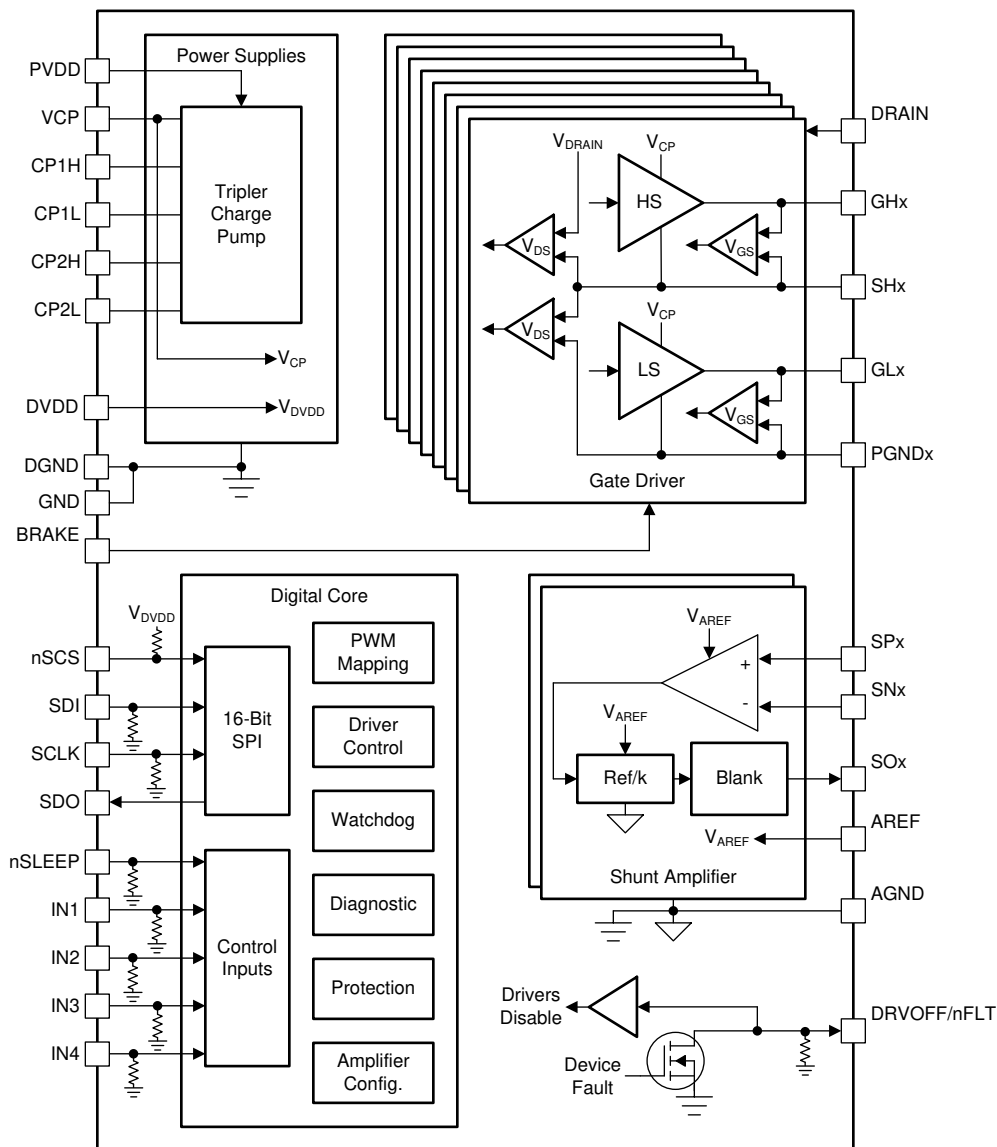 Power Supplies
PVDD
VCP
CP1H
CP1L
CP2H
CP2L
Tripler
Charge
Pump
VCP
DVDD
VDVDD
DGND
GND
BRAKE
VDRAIN
VCP
HS
VDS
VGS
VDS
VCP
LS
VGS
Gate Driver
DRAIN
GHx
SHx
GLx
PGNDx
Digital Core
VDVDD
nSCS
SDI
SCLK
SDO
16-Bit
SPI
nSLEEP
IN1
IN2
IN3
IN4
Control
Inputs
PWM
Mapping
Driver
Control
Watchdog
Diagnostic
Protection
Amplifier
Config.
VAREF
+
-
VAREF
Ref/k
Blank
VAREF
Shunt Amplifier
SPx
SNx
SOx
AREF
AGND
Drivers
Disable
Device
Fault
DRVOFF/nFLT